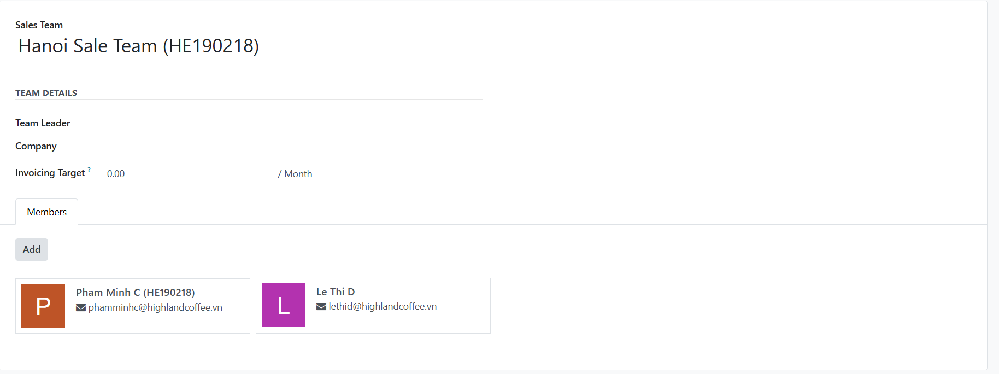 Sales Team
Hanoi Sale Team (HE190218)
TEAM DETAILS
Team Leader
Company
Invoicing Target ? 0.00 / Month
Members
Add
P
Pham Minh C (HE190218)
phamminhc@highlandcoffee.vn
L
Le Thi D
lethid@highlandcoffee.vn